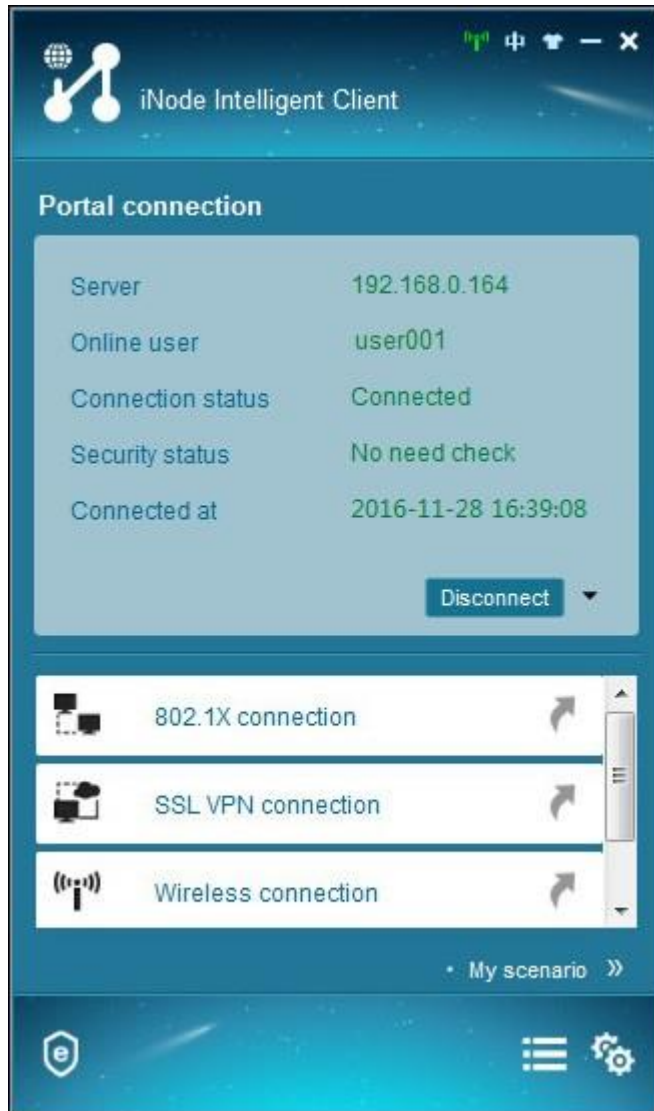 中
iNode Intelligent Client
Portal connection
Server 192.168.0.164
Online user user001
Connection status Connected
Security status No need check
Connected at 2016-11-28 16:39:08
Disconnect
802.1X connection
SSL VPN connection
Wireless connection
• My scenario »
e